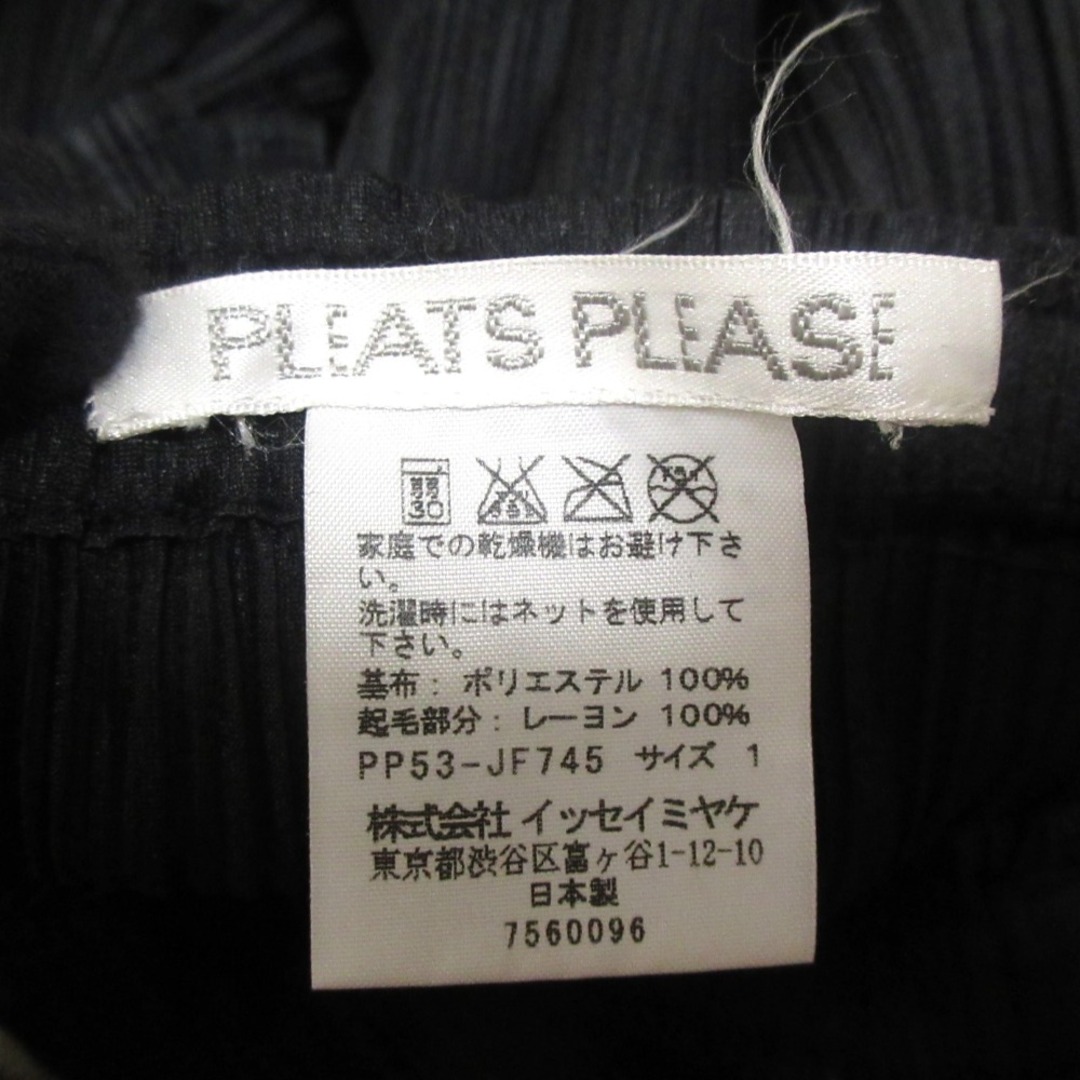 PLEATS PLEASE
30
家庭での乾燥機はお避け下さ
い。
洗濯時にはネットを使用して
下さい。
基布: ポリエステル 100%
起毛部分: レーヨン 100%
PP53-JF745 サイズ 1
株式会社 イッセイミヤケ
東京都渋谷区富ヶ谷1-12-10
日本製
7560096